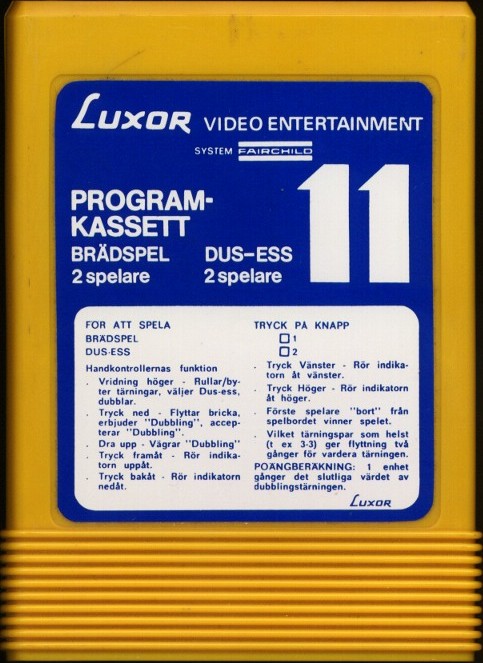 LUXOR VIDEO ENTERTAINMENT
SYSTEM FAIRCHILD
11
PROGRAM-
KASSETT
BRÄDSPEL DUS-ESS
2 spelare 2 spelare
FÖR ATT SPELA
BRÄDSPEL
DUS-ESS
Handkontrollernas funktion
. Vridning höger - Rullar/by-
ter tärningar, väljer Dus-ess,
dubblar.
. Tryck ned - Flyttar bricka,
erbjuder "Dubbling", accep-
terar "Dubbling".
. Dra upp - Vägrar "Dubbling"
. Tryck framåt - Rör indika-
torn uppåt.
. Tryck bakåt - Rör indikatorn
nedåt.
TRYCK PÅ KNAPP
1
2
. Tryck Vänster - Rör indika-
torn åt vänster.
. Tryck Höger - Rör indikatorn
åt höger.
. Förste spelare "bort" från
spelbordet vinner spelet.
. Vilket tärningspar som helst
(t ex 3-3) ger flyttning två
gånger för vardera tärningen.
POÄNGBERÄKNING: 1 enhet
gånger det slutliga värdet av
dubblingstärningen.
LUXOR